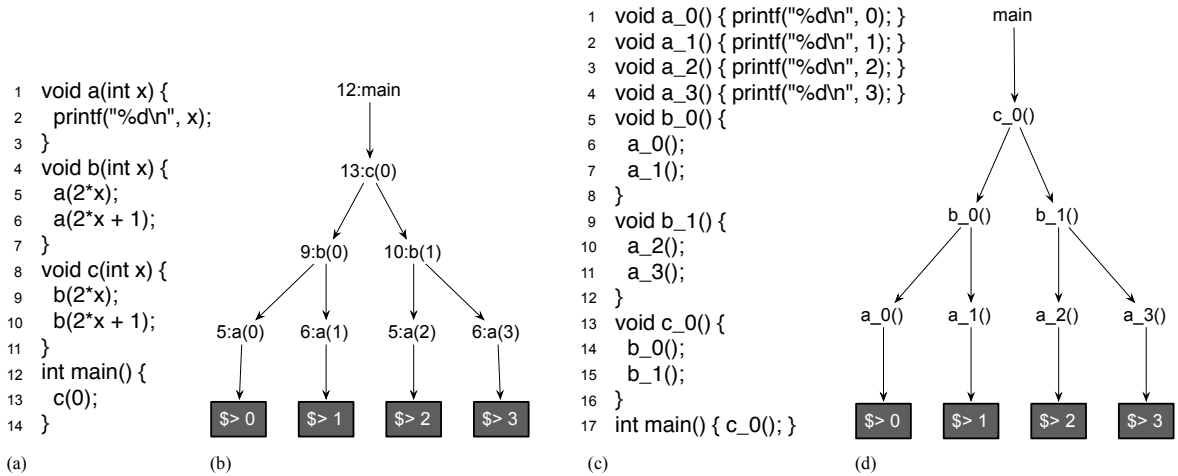 1 void a(int x) {
2 printf("%d\n", x);
3 }
4 void b(int x) {
5 a(2*x);
6 a(2*x + 1);
7 }
8 void c(int x) {
9 b(2*x);
10 b(2*x + 1);
11 }
12 int main() {
13 c(0);
14 }
(a)
12:main
13:c(0)
9:b(0) 10:b(1)
5:a(0) 6:a(1) 5:a(2) 6:a(3)
$> 0 $> 1 $> 2 $> 3
(b)
1 void a_0() { printf("%d\n", 0); }
2 void a_1() { printf("%d\n", 1); }
3 void a_2() { printf("%d\n", 2); }
4 void a_3() { printf("%d\n", 3); }
5 void b_0() {
6 a_0();
7 a_1();
8 }
9 void b_1() {
10 a_2();
11 a_3();
12 }
13 void c_0() {
14 b_0();
15 b_1();
16 }
17 int main() { c_0(); }
(c)
main
c_0()
b_0() b_1()
a_0() a_1() a_2() a_3()
$> 0 $> 1 $> 2 $> 3
(d)